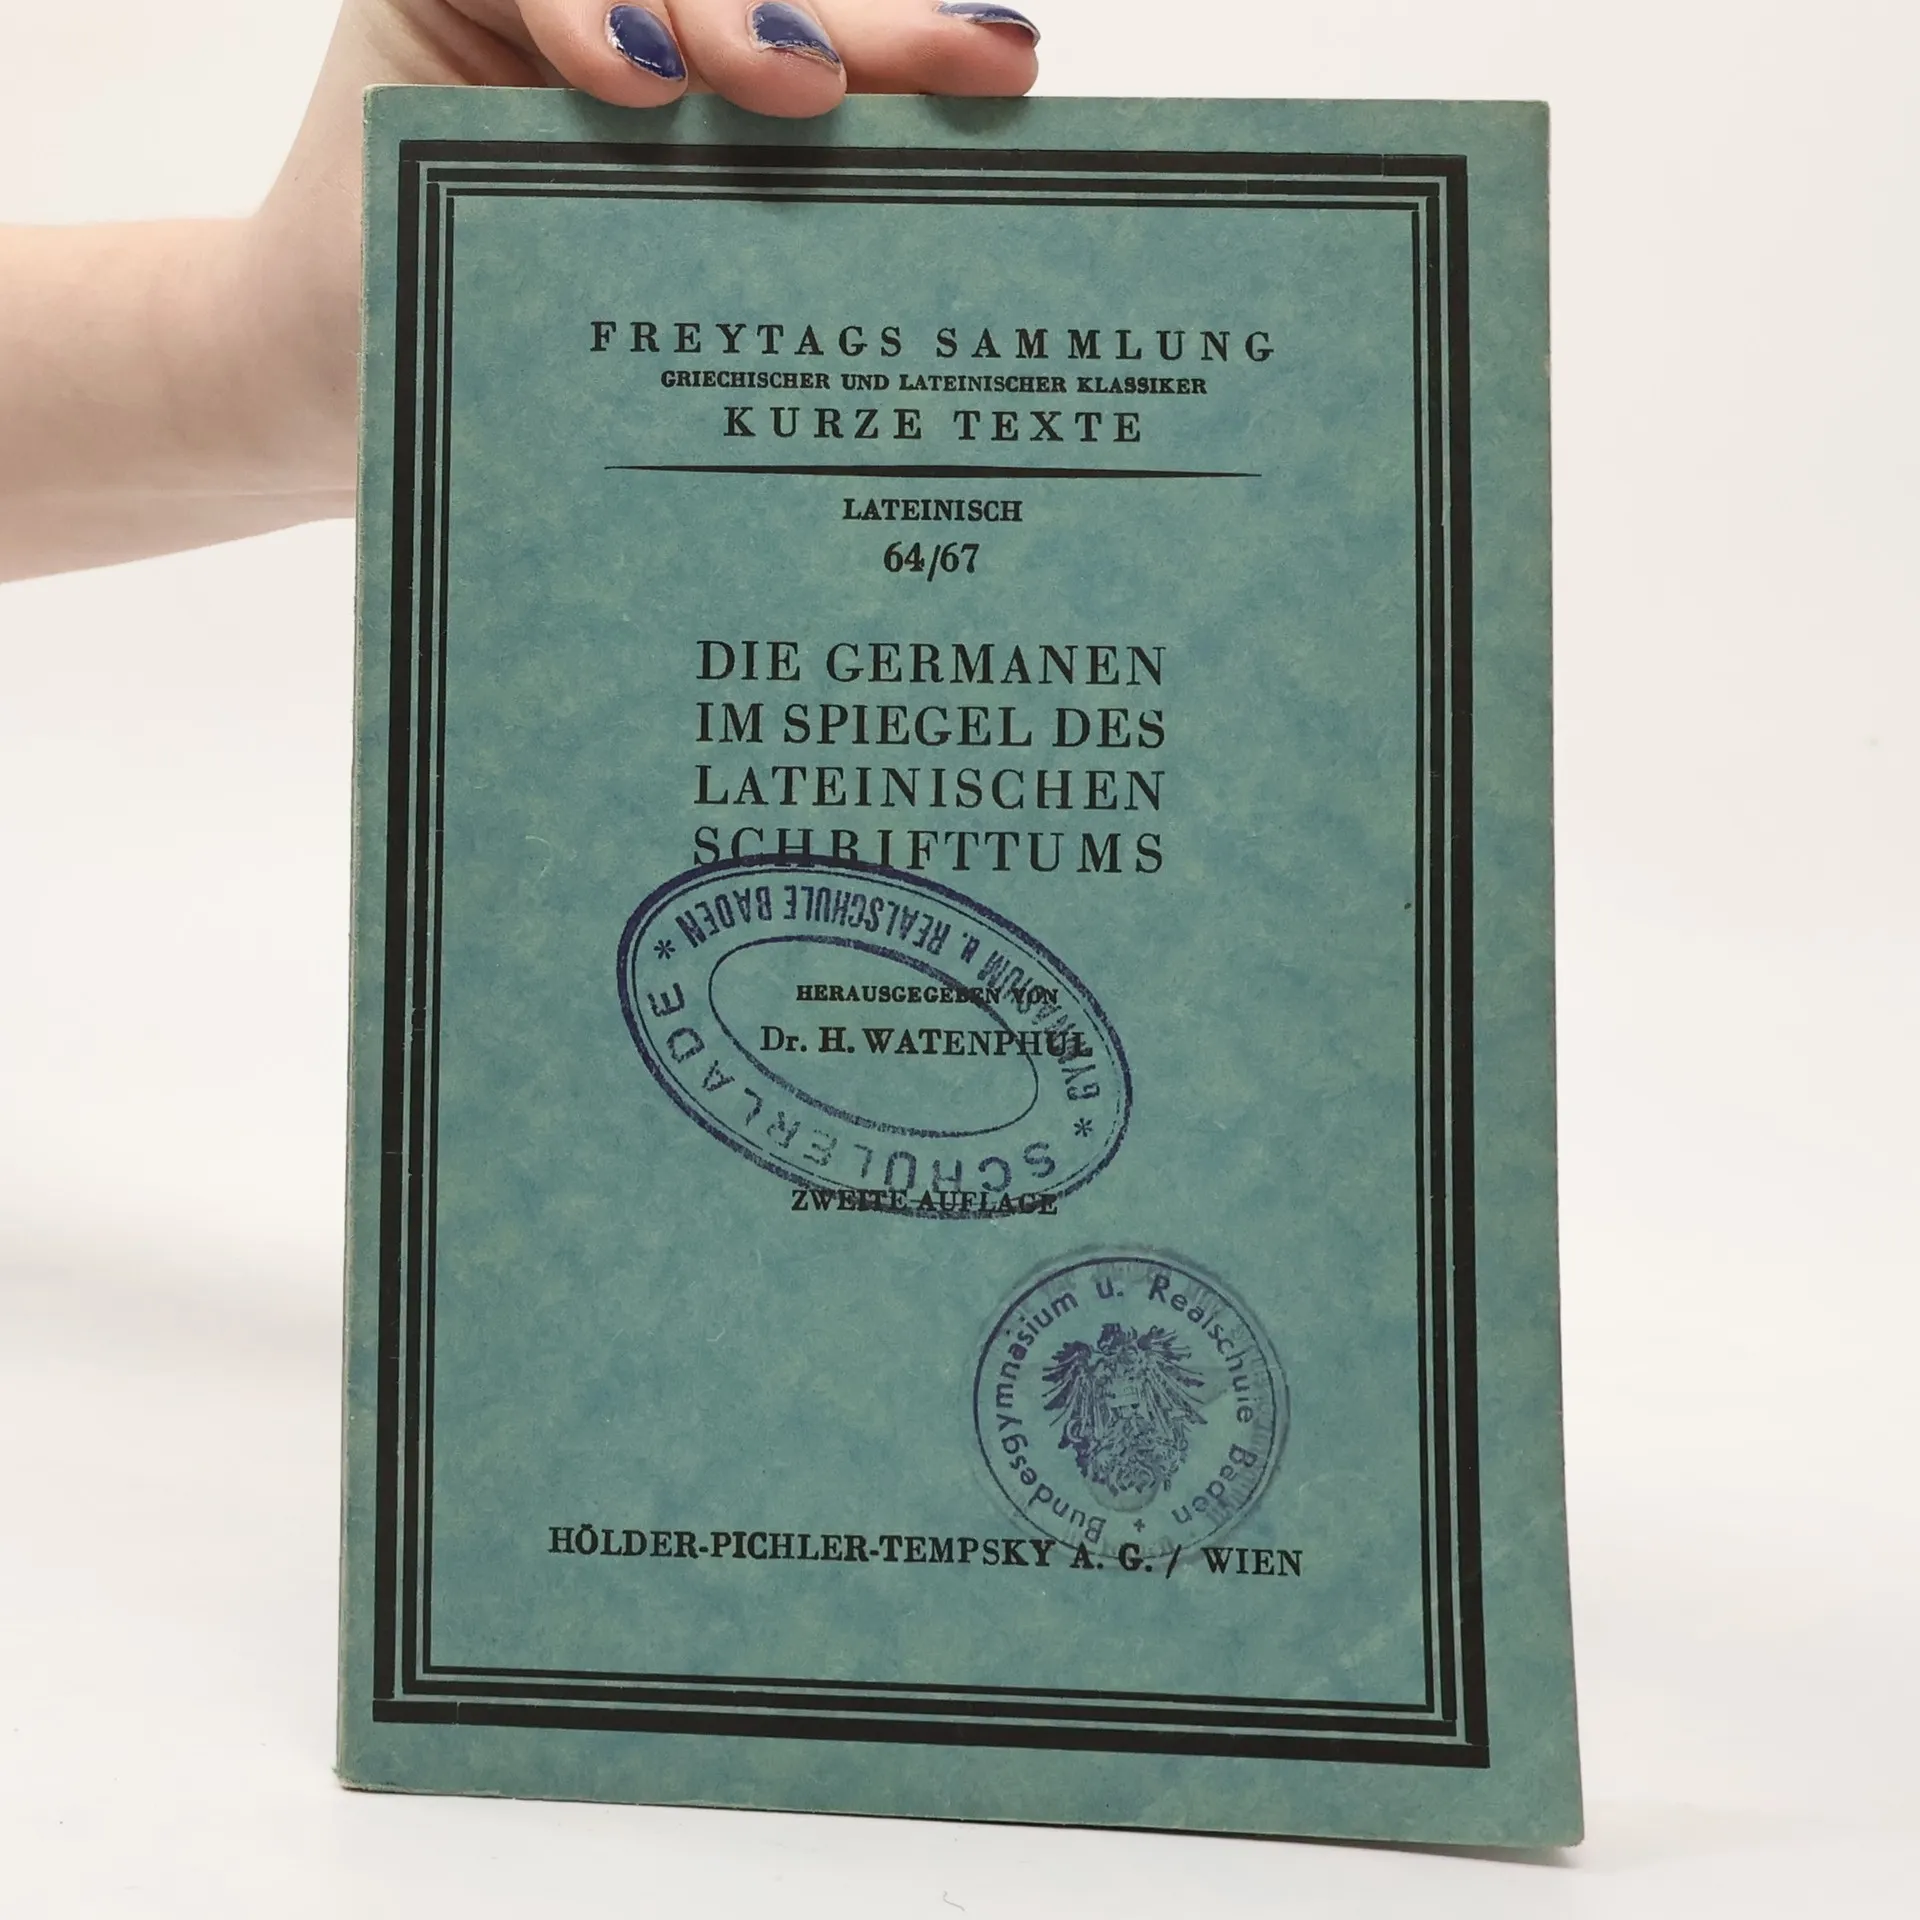 FREYTAGS SAMMLUNG
GRIECHISCHER UND LATEINISCHER KLASSIKER
KURZE TEXTE
LATEINISCH
64/67
DIE GERMANEN
IM SPIEGEL DES
LATEINISCHEN
SCHRIFTTUMS
HERAUSGEGEBEN VON
Dr. H. WATENPHUL
SCHÜLERLADE
* GYMNASIUM u. REALSCHULE BADEN *
ZWEITE AUFLAGE
Bundesgymnasium u. Realschule Baden *
HÖLDER-PICHLER-TEMPSKY A. G. / WIEN